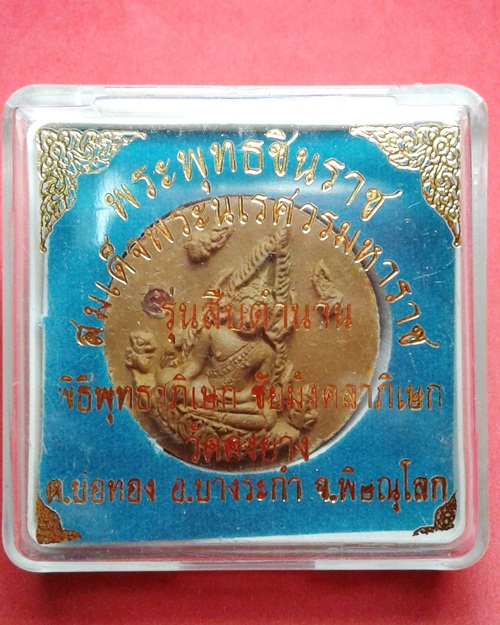 พระพุทธชินราช
สมเด็จพระนเรศวรมหาราช
รุ่นสืบตำนาน
พิธีพุทธาภิเษก ชัยมังคลาภิเษก
วัดดงยาง
ต.บ่อทอง อ.บางระกำ จ.พิษณุโลก